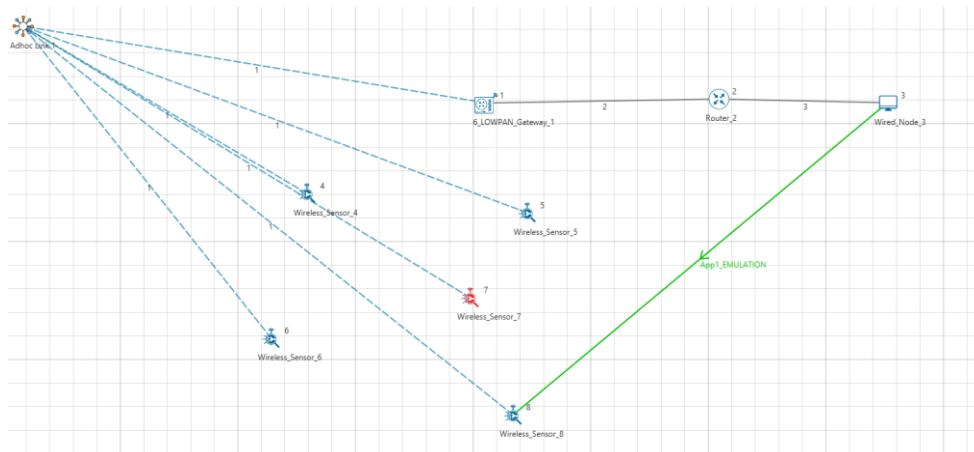 Adhoc Link_1
1
1
6_LOWPAN_Gateway_1
2
2
Router_2
3
3
Wired_Node_3
1
1
1
4
Wireless_Sensor_4
5
Wireless_Sensor_5
1
1
App1_EMULATION
7
Wireless_Sensor_7
6
Wireless_Sensor_6
8
Wireless_Sensor_8